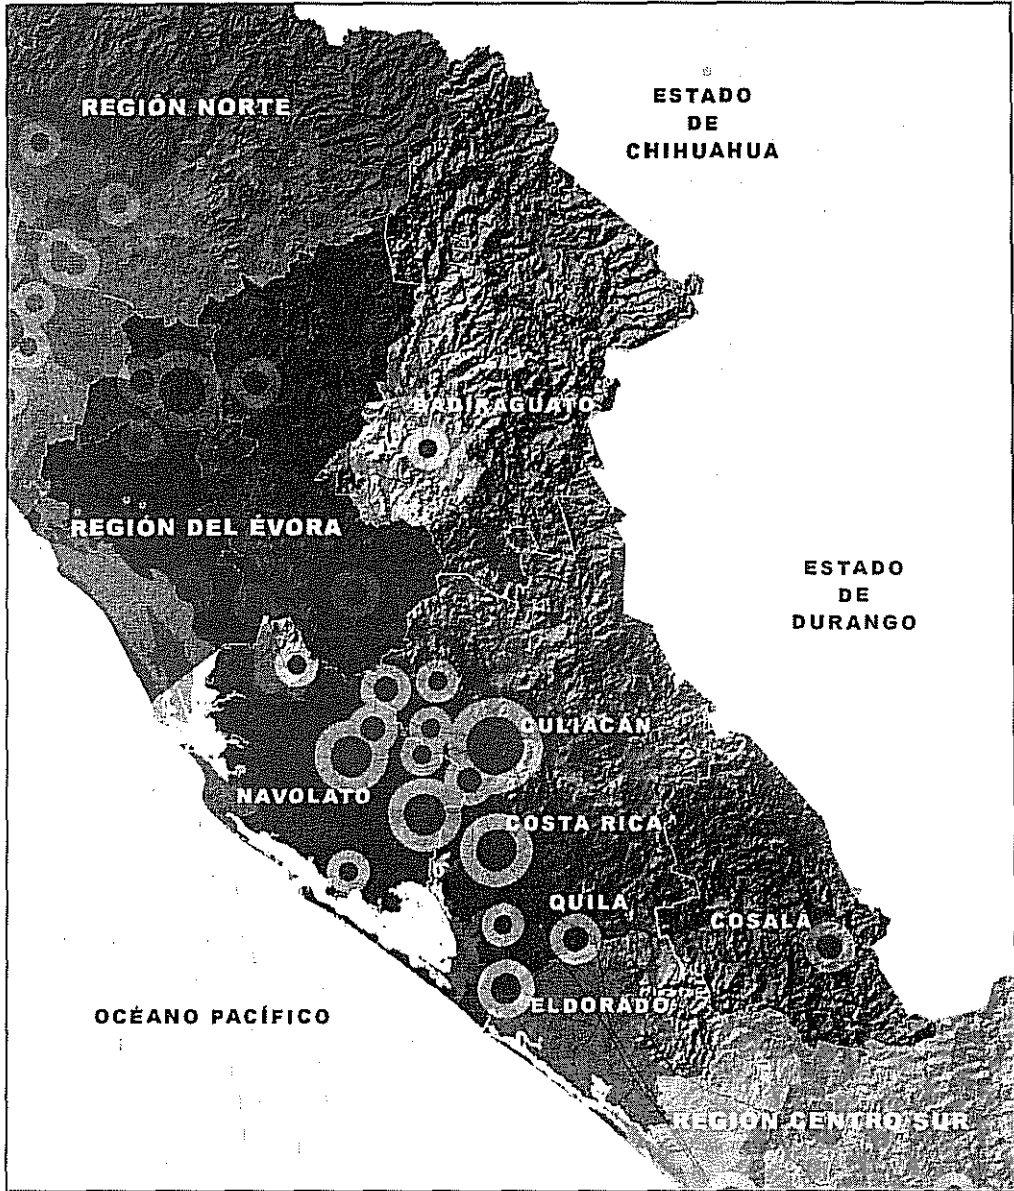 REGIÓN NORTE
ESTADO
DE
CHIHUAHUA
BADIRAGUATO
REGIÓN DEL ÉVORA
ESTADO
DE
DURANGO
CULIACÁN
NAVOLATO
COSTA RICA
QUILA
COSALÁ
ELDORADO
OCÉANO PACÍFICO
REGIÓN CENTRO SUR